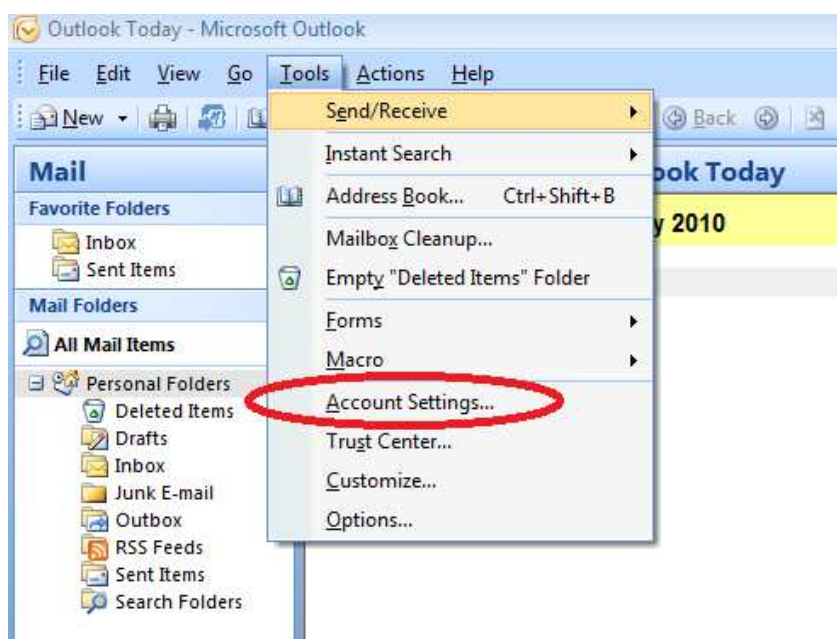 Outlook Today - Microsoft Outlook
File Edit View Go Tools Actions Help
New Back
Send/Receive
Instant Search
Address Book... Ctrl+Shift+B
Mailbox Cleanup...
Empty "Deleted Items" Folder
Forms
Macro
Account Settings...
Trust Center...
Customize...
Options...
Mail
Favorite Folders
Inbox
Sent Items
Mail Folders
All Mail Items
Personal Folders
Deleted Items
Drafts
Inbox
Junk E-mail
Outbox
RSS Feeds
Sent Items
Search Folders
ook Today
y 2010